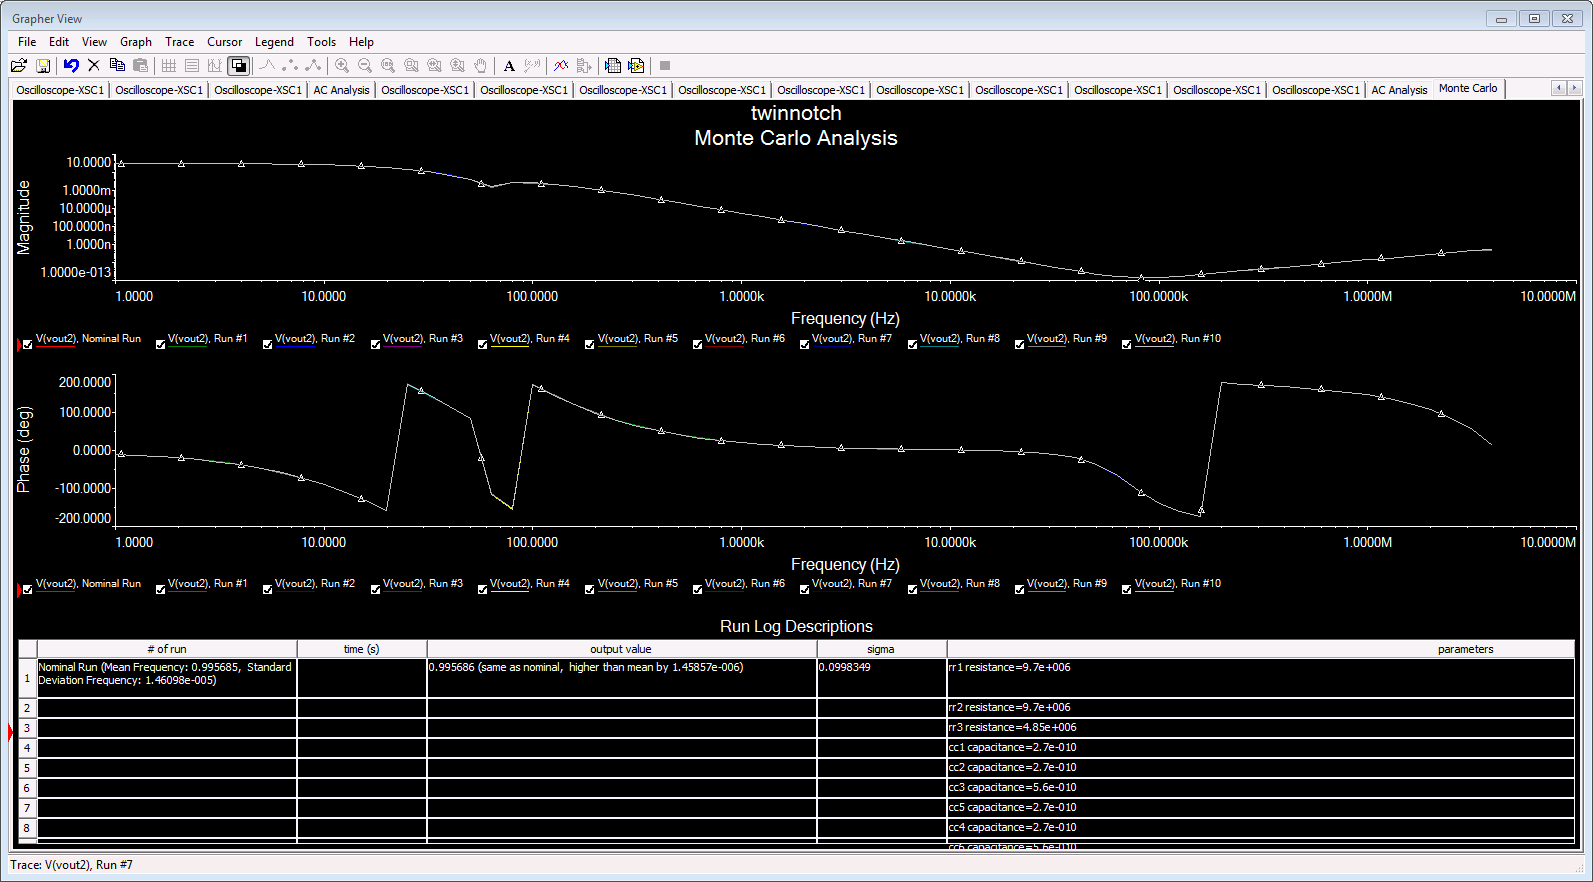 Grapher View
File Edit View Graph Trace Cursor Legend Tools Help
Oscilloscope-XSC1 Oscilloscope-XSC1 Oscilloscope-XSC1 AC Analysis Oscilloscope-XSC1 Oscilloscope-XSC1 Oscilloscope-XSC1 Oscilloscope-XSC1 Oscilloscope-XSC1 Oscilloscope-XSC1 Oscilloscope-XSC1 Oscilloscope-XSC1 Oscilloscope-XSC1 Oscilloscope-XSC1 AC Analysis Monte Carlo
twinnotch
Monte Carlo Analysis
Magnitude
10.0000
1.0000m
10.0000µ
100.0000n
1.0000n
1.0000e-013
1.0000 10.0000 100.0000 1.0000k 10.0000k 100.0000k 1.0000M 10.0000M
Frequency (Hz)
V(vout2), Nominal Run V(vout2), Run #1 V(vout2), Run #2 V(vout2), Run #3 V(vout2), Run #4 V(vout2), Run #5 V(vout2), Run #6 V(vout2), Run #7 V(vout2), Run #8 V(vout2), Run #9 V(vout2), Run #10
Phase (deg)
200.0000
100.0000
0.0000
-100.0000
-200.0000
1.0000 10.0000 100.0000 1.0000k 10.0000k 100.0000k 1.0000M 10.0000M
Frequency (Hz)
V(vout2), Nominal Run V(vout2), Run #1 V(vout2), Run #2 V(vout2), Run #3 V(vout2), Run #4 V(vout2), Run #5 V(vout2), Run #6 V(vout2), Run #7 V(vout2), Run #8 V(vout2), Run #9 V(vout2), Run #10
Run Log Descriptions
# of run time (s) output value sigma parameters
1 Nominal Run (Mean Frequency: 0.995685, Standard 0.995686 (same as nominal, higher than mean by 1.45857e-006) 0.0998349 rr1 resistance=9.7e+006
Deviation Frequency: 1.46098e-005)
2 rr2 resistance=9.7e+006
3 rr3 resistance=4.85e+006
4 cc1 capacitance=2.7e-010
5 cc2 capacitance=2.7e-010
6 cc3 capacitance=5.6e-010
7 cc5 capacitance=2.7e-010
8 cc4 capacitance=2.7e-010
cc6 capacitance=5.6e-010
Trace: V(vout2), Run #7